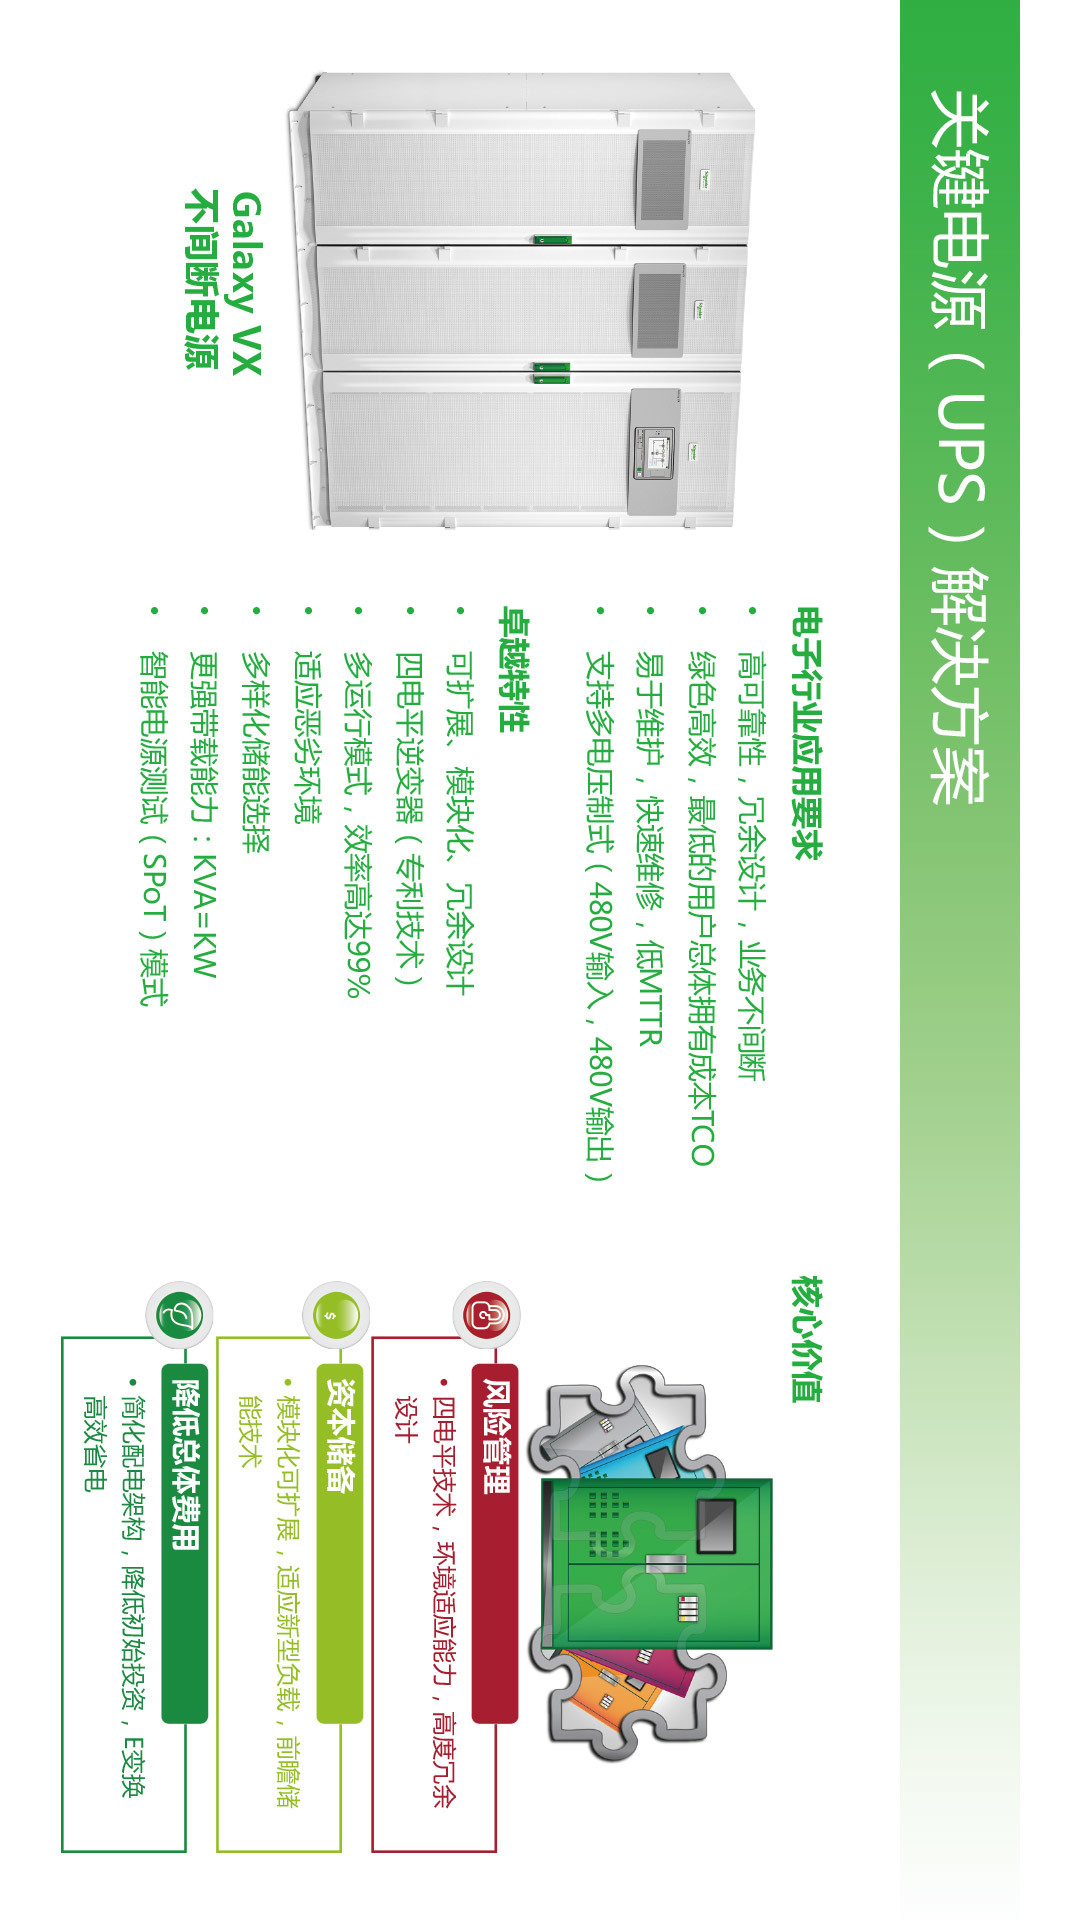 关键电源（UPS）解决方案
Galaxy VX
不间断电源
电子行业应用要求
• 高可靠性，冗余设计，业务不间断
• 绿色高效，最低的用户总体拥有成本TCO
• 易于维护，快速维修，低MTTR
• 支持多电压制式（480V输入，480V输出）
卓越特性
• 可扩展、模块化、冗余设计
• 四电平逆变器（专利技术）
• 多运行模式，效率高达99%
• 适应恶劣环境
• 多样化储能选择
• 更强带载能力：KVA=KW
• 智能电源测试（SPoT）模式
核心价值
风险管理
• 四电平技术，环境适应能力，高度冗余
设计
$
资本储备
• 模块化可扩展，适应新型负载，前瞻储
能技术
降低总体费用
• 简化配电架构，降低初始投资，E变换
高效省电